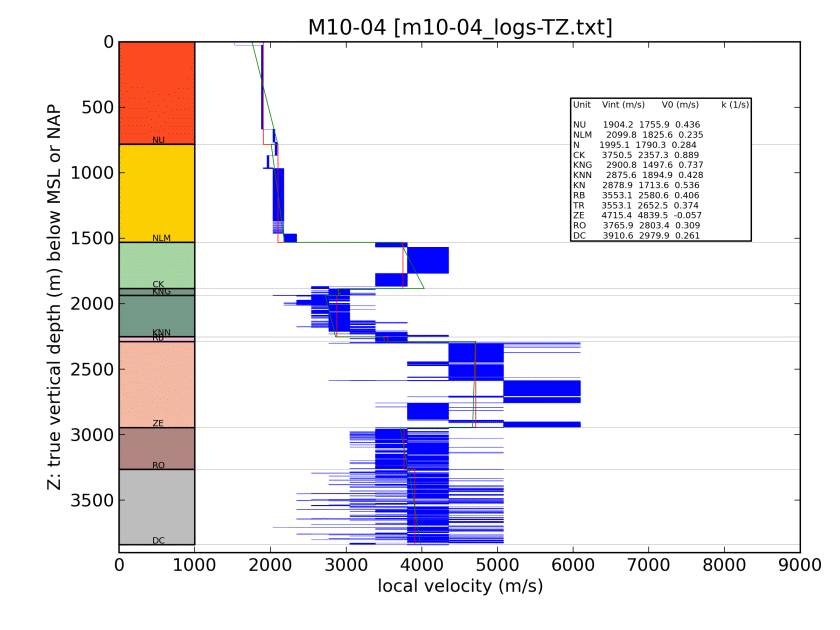 M10-04 [m10-04_logs-TZ.txt]
0
500
1000
1500
2000
2500
3000
3500
Z: true vertical depth (m) below MSL or NAP
NU
NLM
CK
KNG
KNN
RB
ZE
RO
DC
Unit Vint (m/s) V0 (m/s) k (1/s)
NU 1904.2 1755.9 0.436
NLM 2099.8 1825.6 0.235
N 1995.1 1790.3 0.284
CK 3750.5 2357.3 0.889
KNG 2900.8 1497.6 0.737
KNN 2875.6 1894.9 0.428
KN 2878.9 1713.6 0.536
RB 3553.1 2580.6 0.406
TR 3553.1 2652.5 0.374
ZE 4715.4 4839.5 -0.057
RO 3765.9 2803.4 0.309
DC 3910.6 2979.9 0.261
0 1000 2000 3000 4000 5000 6000 7000 8000 9000
local velocity (m/s)